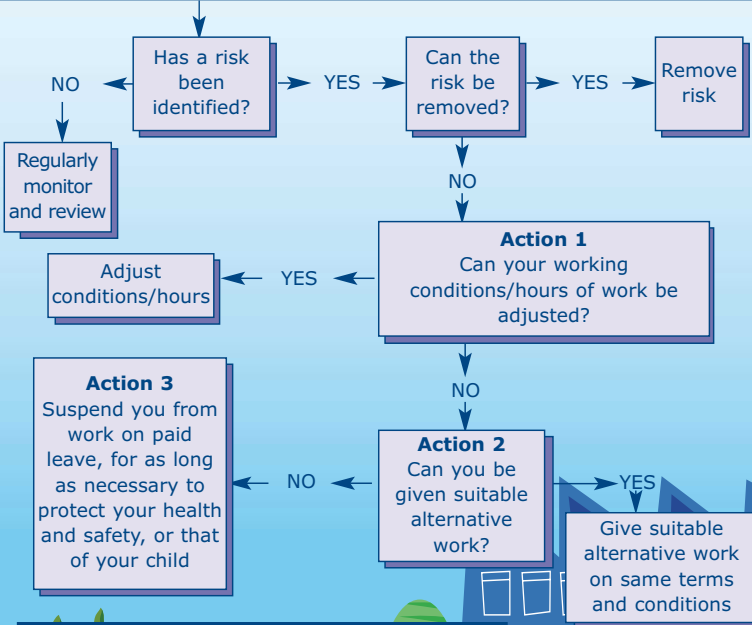 Has a risk
been
identified?
YES
Can the
risk be
removed?
YES
Remove
risk
NO
Regularly
monitor
and review
NO
Action 1
Can your working
conditions/hours of work be
adjusted?
YES
Adjust
conditions/hours
NO
Action 2
Can you be
given suitable
alternative
work?
YES
Give suitable
alternative work
on same terms
and conditions
NO
Action 3
Suspend you from
work on paid
leave, for as long
as necessary to
protect your health
and safety, or that
of your child